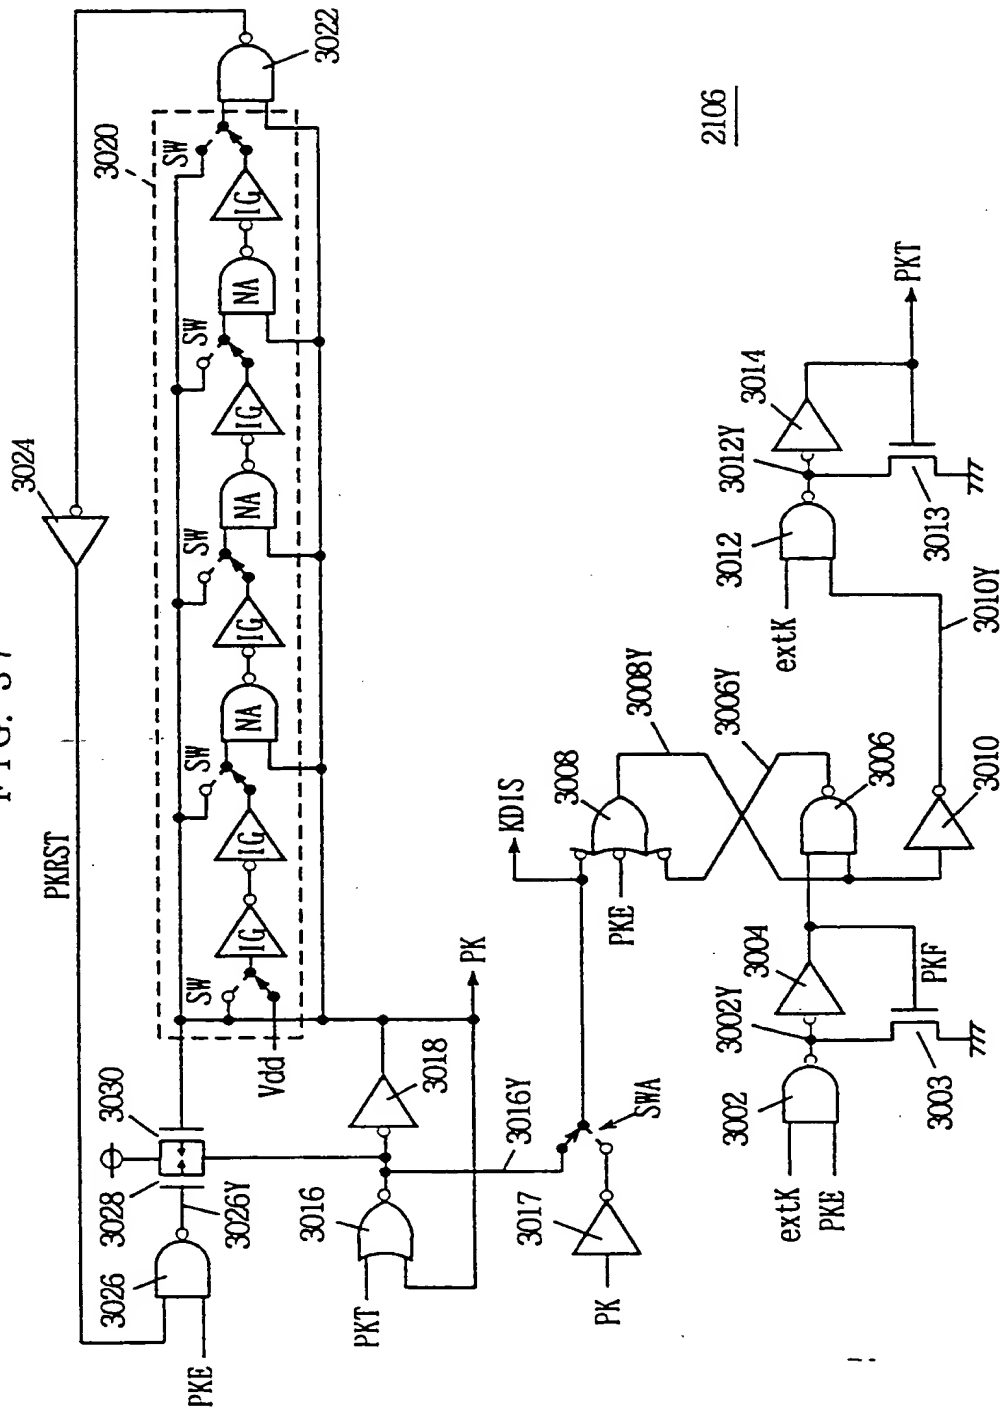 FIG. 37
PKRST
3024
3020
SW
SW
SW
SW
SW
IG
IG
NA
IG
NA
IG
NA
IG
3022
Vdd
3030
3028
3026Y
3026
PKE
3018
PK
3016
3016Y
PKT
3017
PK
SWA
KDIS
3008
PKE
3008Y
3006Y
3006
3010
3010Y
3004
PKF
3002Y
3002
3003
extK
PKE
3012
3012Y
extK
3014
3013
PKT
2106